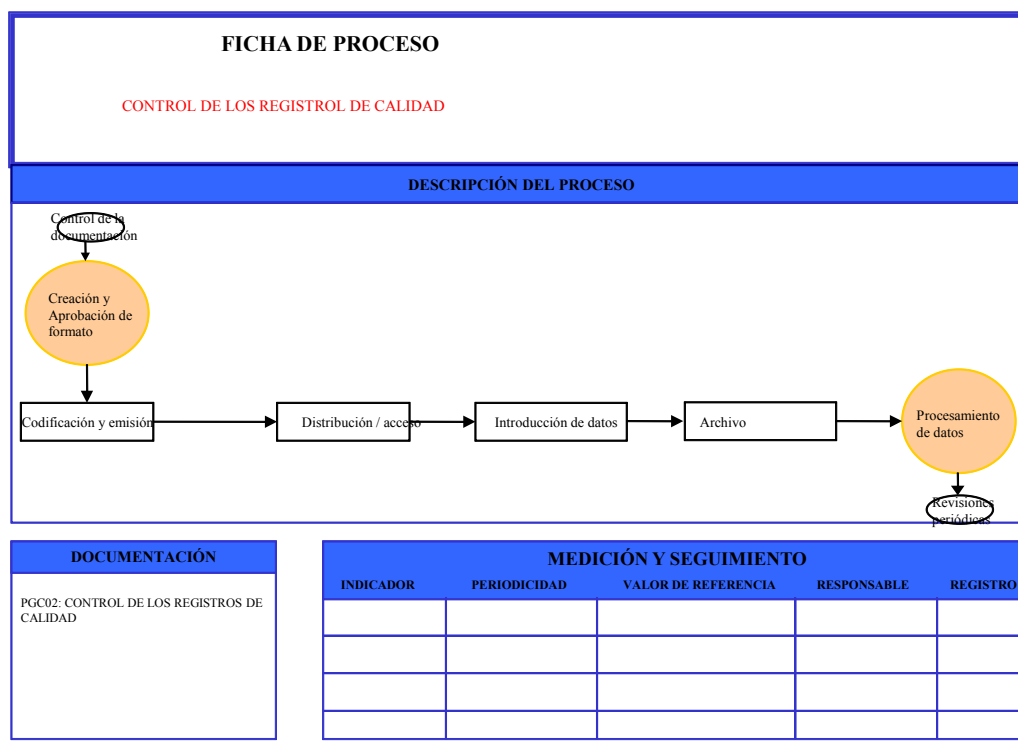 FICHA DE PROCESO
CONTROL DE LOS REGISTROL DE CALIDAD
DESCRIPCIÓN DEL PROCESO
Control de la
documentación
Creación y
Aprobación de
formato
Codificación y emisión
Distribución / acceso
Introducción de datos
Archivo
Procesamiento
de datos
Revisiones
periódicas
DOCUMENTACIÓN
PGC02: CONTROL DE LOS REGISTROS DE
CALIDAD
MEDICIÓN Y SEGUIMIENTO
INDICADOR
PERIODICIDAD
VALOR DE REFERENCIA
RESPONSABLE
REGISTRO